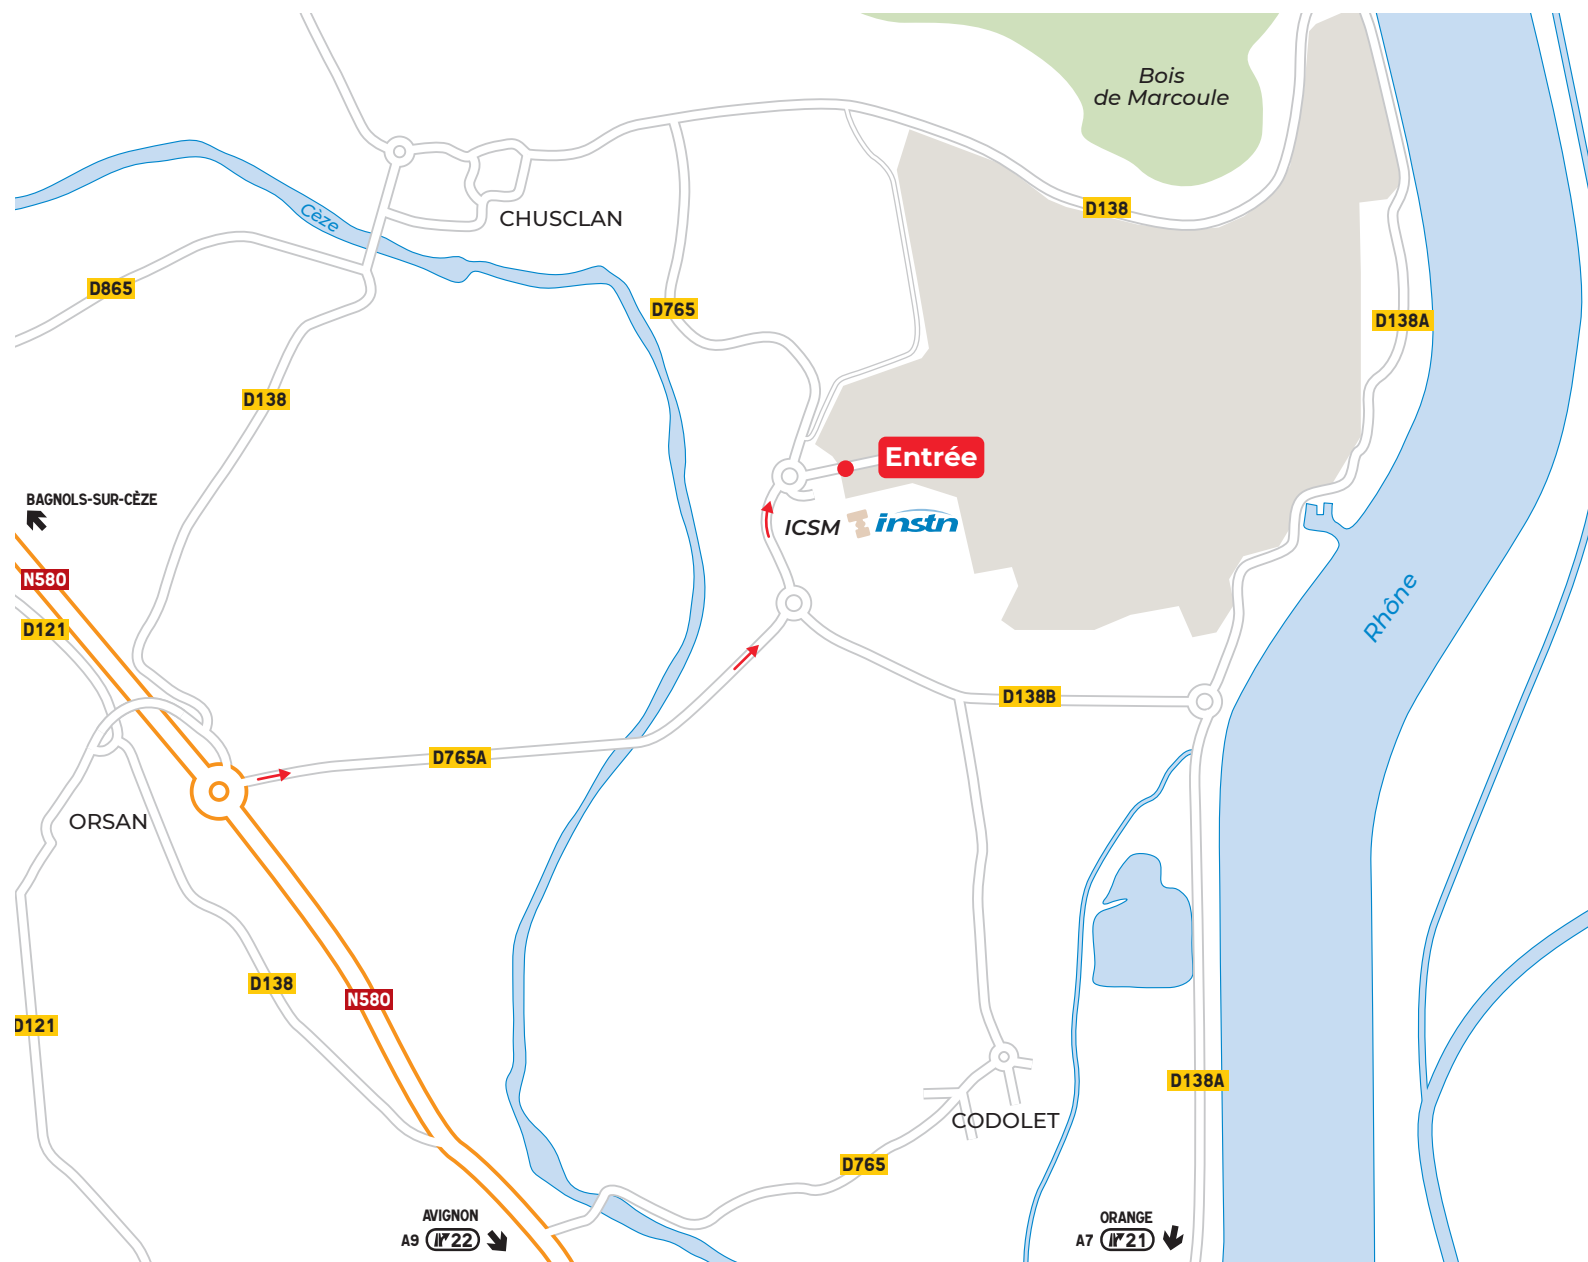 Bois
de Marcoule
D138
Cèze
CHUSCLAN
D865
D765
D138A
D138
Entrée
BAGNOLS-SUR-CÈZE
ICSM
instn
N580
Rhône
D121
D138B
D765A
ORSAN
D138
N580
D121
D138A
CODOLET
D765
AVIGNON
A9 22
ORANGE
A7 21